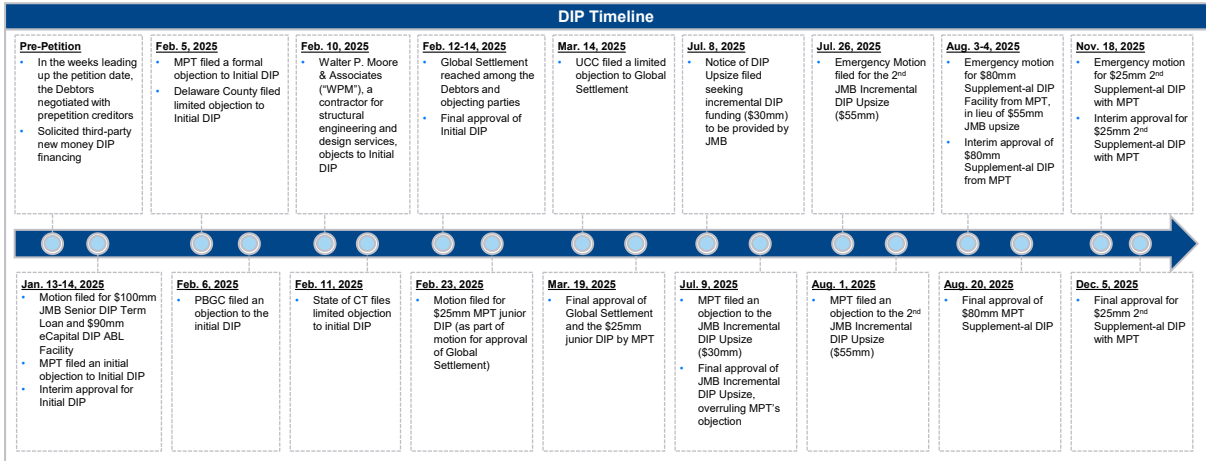 DIP Timeline
Pre-Petition
• In the weeks leading
up the petition date,
the Debtors
negotiated with
prepetition creditors
• Solicited third-party
new money DIP
financing
Feb. 5, 2025
• MPT filed a formal
objection to Initial DIP
• Delaware County filed
limited objection to
Initial DIP
Feb. 10, 2025
• Walter P. Moore
& Associates
(“WPM”), a
contractor for
structural
engineering and
design services,
objects to Initial
DIP
Feb. 12-14, 2025
• Global Settlement
reached among the
Debtors and
objecting parties
• Final approval of
Initial DIP
Mar. 14, 2025
• UCC filed a limited
objection to Global
Settlement
Jul. 8, 2025
• Notice of DIP
Upsize filed
seeking
incremental DIP
funding ($30mm)
to be provided by
JMB
Jul. 26, 2025
• Emergency Motion
filed for the 2nd
JMB Incremental
DIP Upsize
($55mm)
Aug. 3-4, 2025
• Emergency motion
for $80mm
Supplement-al DIP
Facility from MPT,
in lieu of $55mm
JMB upsize
• Interim approval of
$80mm
Supplement-al DIP
from MPT
Nov. 18, 2025
• Emergency motion
for $25mm 2nd
Supplement-al DIP
with MPT
• Interim approval for
$25mm 2nd
Supplement-al DIP
with MPT
Jan. 13-14, 2025
• Motion filed for $100mm
JMB Senior DIP Term
Loan and $90mm
eCapital DIP ABL
Facility
• MPT filed an initial
objection to Initial DIP
• Interim approval for
Initial DIP
Feb. 6, 2025
• PBGC filed an
objection to the
initial DIP
Feb. 11, 2025
• State of CT files
limited objection
to initial DIP
Feb. 23, 2025
• Motion filed for
$25mm MPT junior
DIP (as part of
motion for approval
of Global
Settlement)
Mar. 19, 2025
• Final approval of
Global Settlement
and the $25mm
junior DIP by MPT
Jul. 9, 2025
• MPT filed an
objection to the
JMB Incremental
DIP Upsize
($30mm)
• Final approval of
JMB Incremental
DIP Upsize,
overruling MPT’s
objection
Aug. 1, 2025
• MPT filed an
objection to the 2nd
JMB Incremental
DIP Upsize
($55mm)
Aug. 20, 2025
• Final approval of
$80mm MPT
Supplement-al DIP
Dec. 5, 2025
• Final approval for
$25mm 2nd
Supplement-al DIP
with MPT